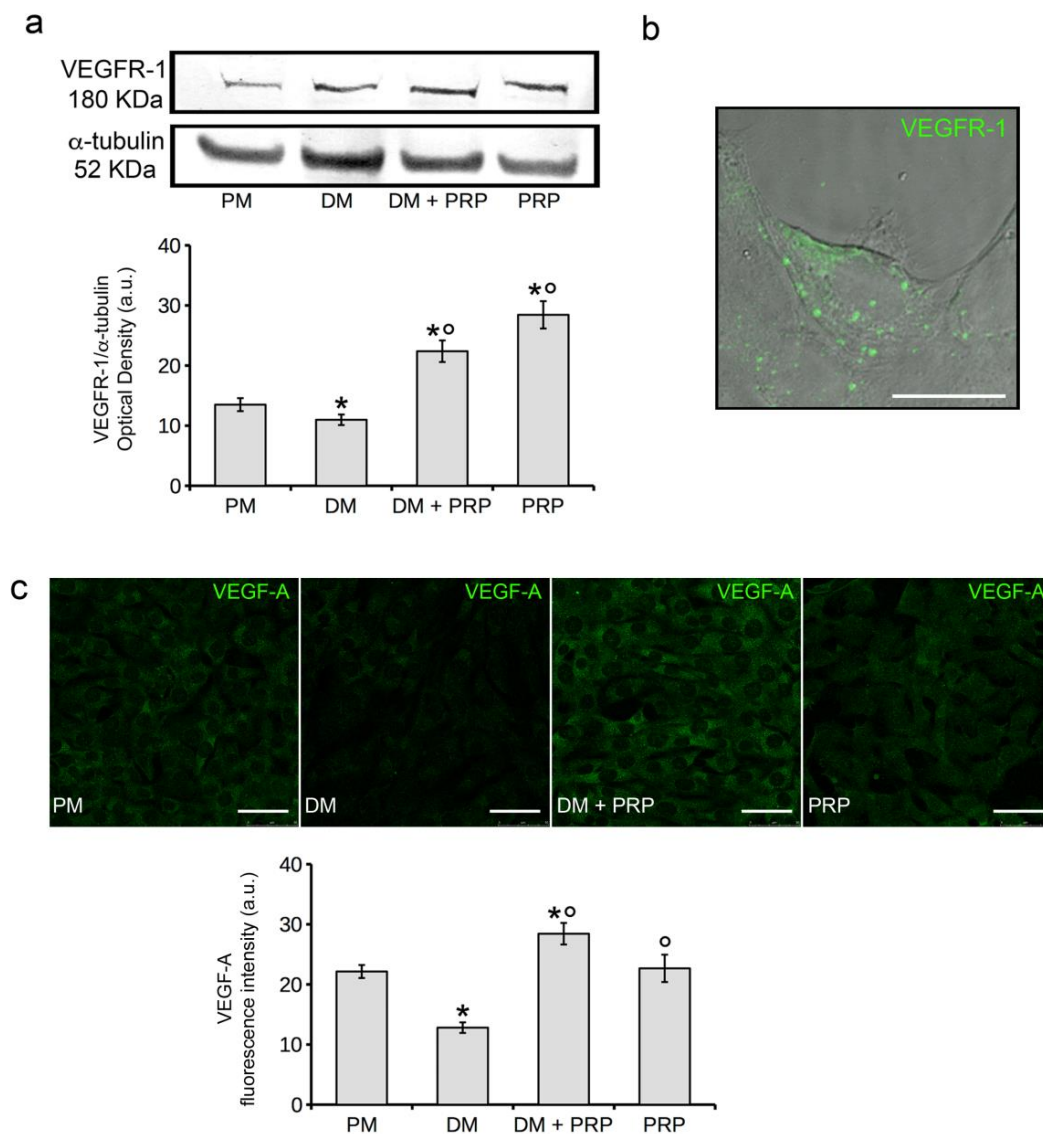 a
VEGFR-1
180 KDa
α-tubulin
52 KDa
PM DM DM + PRP PRP
VEGFR-1/α-tubulin
Optical Density (a.u.)
40
30
20
10
0
* *° *°
PM DM DM + PRP PRP
b
VEGFR-1
c
VEGF-A VEGF-A VEGF-A VEGF-A
PM DM DM + PRP PRP
VEGF-A
fluorescence intensity (a.u.)
40
30
20
10
0
* *° °
PM DM DM + PRP PRP